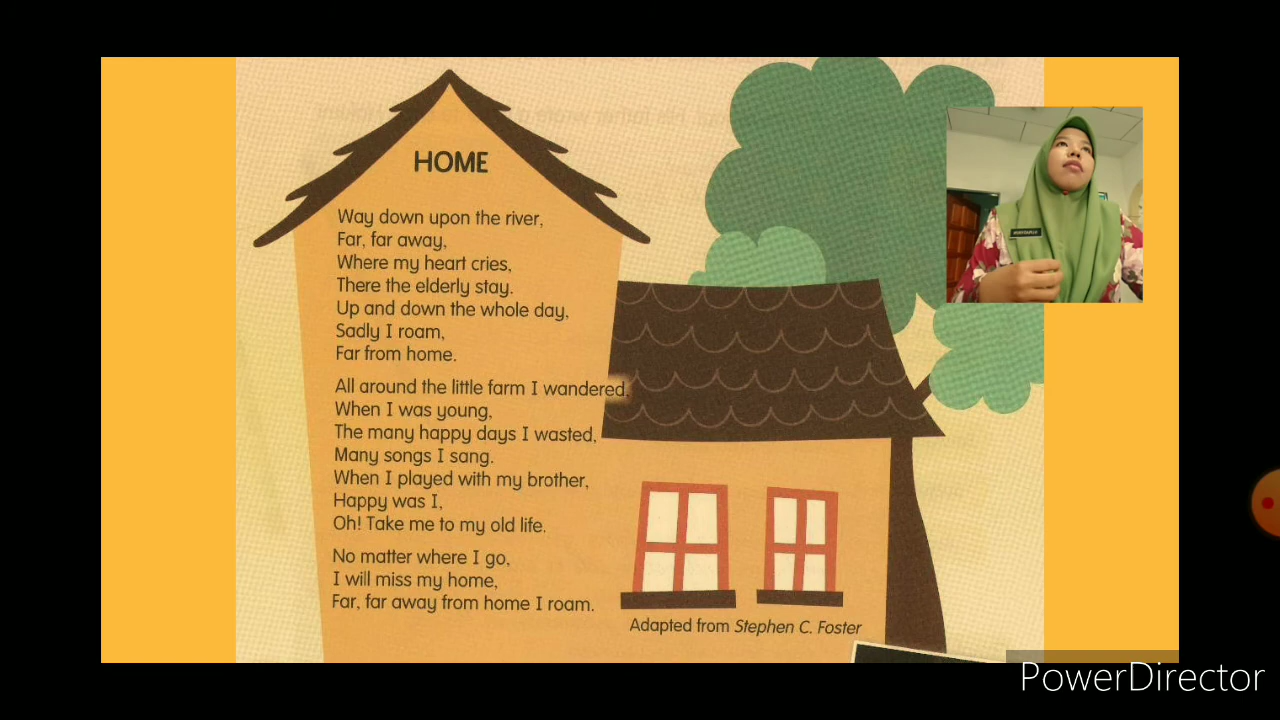 HOME
Way down upon the river,
Far, far away,
Where my heart cries,
There the elderly stay.
Up and down the whole day,
Sadly I roam,
Far from home.
All around the little farm I wandered,
When I was young,
The many happy days I wasted,
Many songs I sang.
When I played with my brother,
Happy was I,
Oh! Take me to my old life.
No matter where I go,
I will miss my home,
Far, far away from home I roam.
Adapted from Stephen C. Foster
PowerDirector